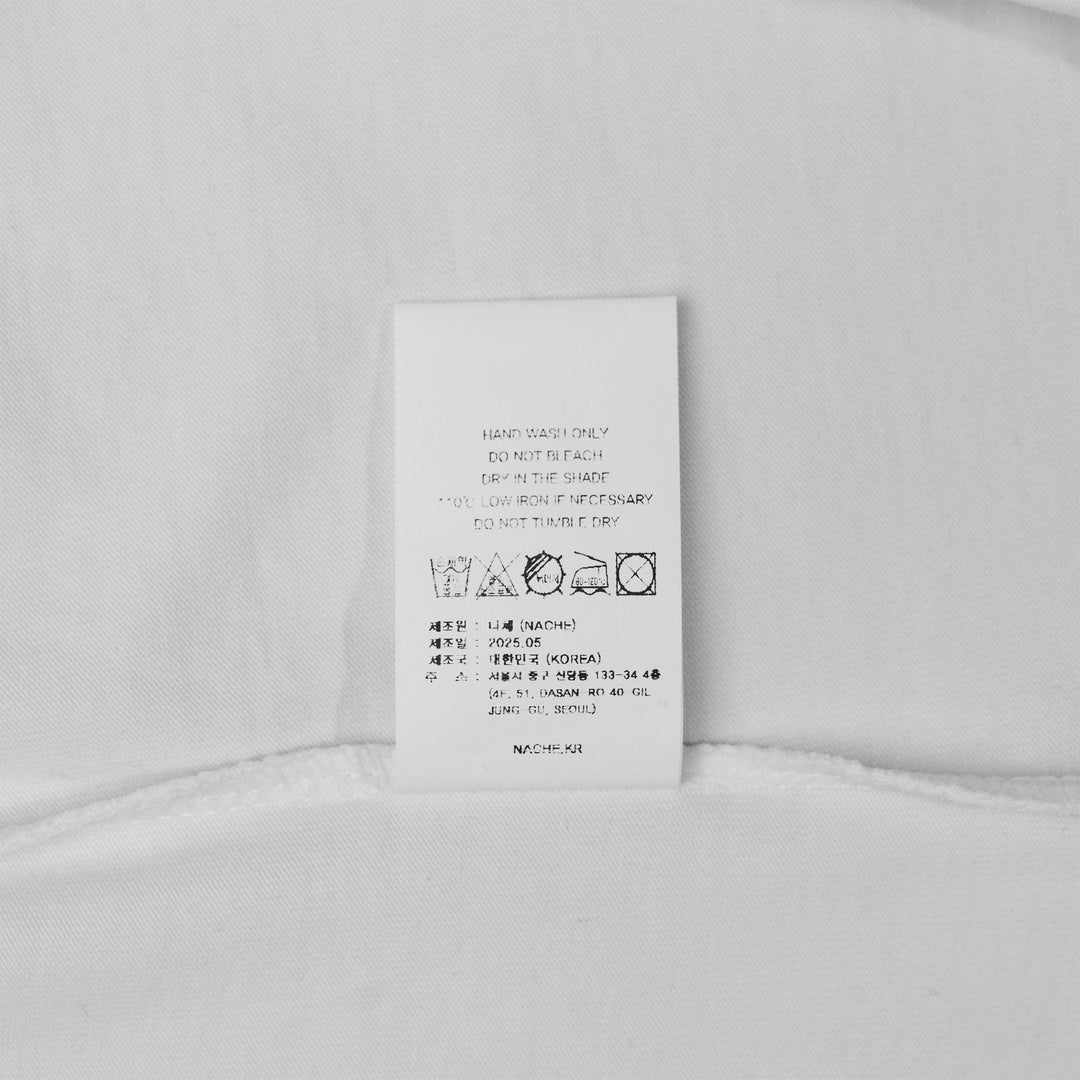 HAND WASH ONLY
DO NOT BLEACH
DRY IN THE SHADE
110℃ LOW IRON IF NECESSARY
DO NOT TUMBLE DRY
80-120℃
제조원 : 니체 (NACHE)
제조일 : 2025.05
제조국 : 대한민국 (KOREA)
주 소 : 서울시 중구 신당동 133-34 4층
(4F, 51, DASAN-RO 40-GIL
JUNG-GU, SEOUL)
NACHE.KR